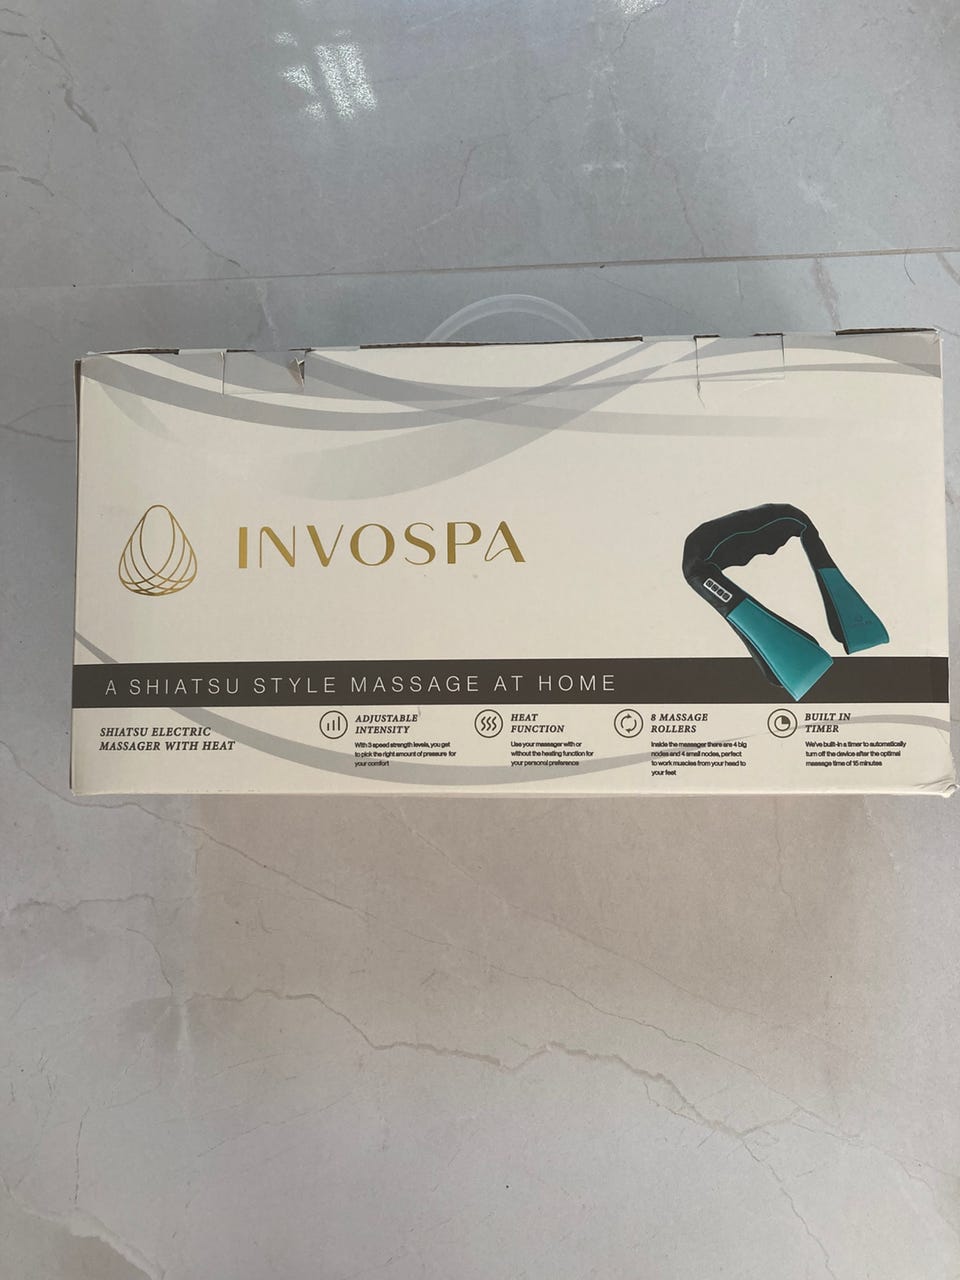 INVOSPA
A SHIATSU STYLE MASSAGE AT HOME
SHIATSU ELECTRIC
MASSAGER WITH HEAT
ADJUSTABLE
INTENSITY
With 3 speed strength levels, you get
to pick the right amount of pressure for
your comfort
HEAT
FUNCTION
Use your massager with or
without the heating function for
your personal preference
8 MASSAGE
ROLLERS
Inside the massager there are 4 big
nodes and 4 small nodes, perfect
to work muscles from your head to
your feet
BUILT IN
TIMER
We've built-in a timer to automatically
turn off the device after the optimal
massage time of 15 minutes